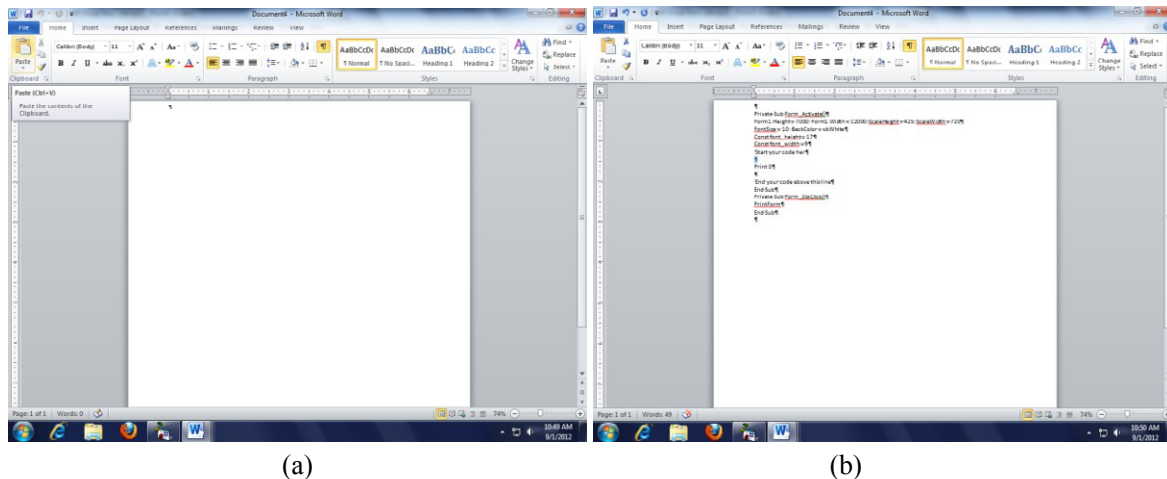 Document4 - Microsoft Word
File Home Insert Page Layout References Mailings Review View
Calibri (Body) 11
Find
Replace
Select
Paste
AaBbCcDc AaBbCcDc AaBbC AaBbCc
¶ Normal ¶ No Spaci... Heading 1 Heading 2 Change Styles
Clipboard Font Paragraph Styles Editing
Paste (Ctrl+V)
Paste the contents of the
Clipboard.
Page: 1 of 1 Words: 0 74%
10:49 AM
9/1/2012
(a)
Document4 - Microsoft Word
File Home Insert Page Layout References Mailings Review View
Calibri (Body) 11
Find
Replace
Select
Paste
AaBbCcDc AaBbCcDc AaBbC AaBbCc
¶ Normal ¶ No Spaci... Heading 1 Heading 2 Change Styles
Clipboard Font Paragraph Styles Editing
Private Sub Form_Activate()¶
Form1.Height=7000:Form1.Width=12000:ScaleHeight=425:ScaleWidth=720¶
FontSize=10:BackColor=vbWhite¶
Const font_height=17¶
Const font_width=9¶
'Start your code her¶
Print 3¶
'End your code above this line¶
End Sub¶
Private Sub Form_DblClick()¶
PrintForm¶
End Sub¶
Page: 1 of 1 Words: 49 74%
10:50 AM
9/1/2012
(b)